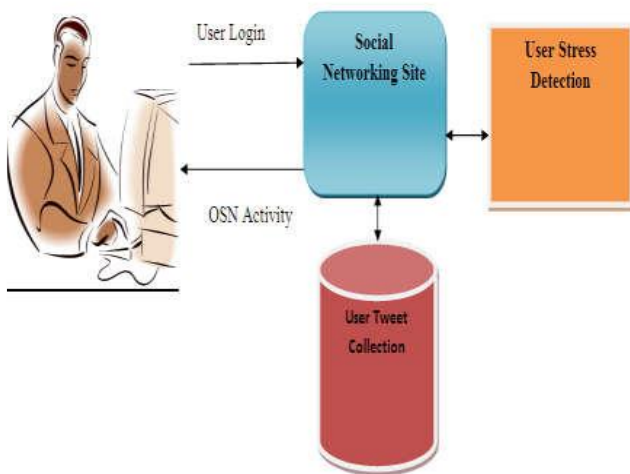 User Login
Social
Networking Site
User Stress
Detection
OSN Activity
User Tweet
Collection